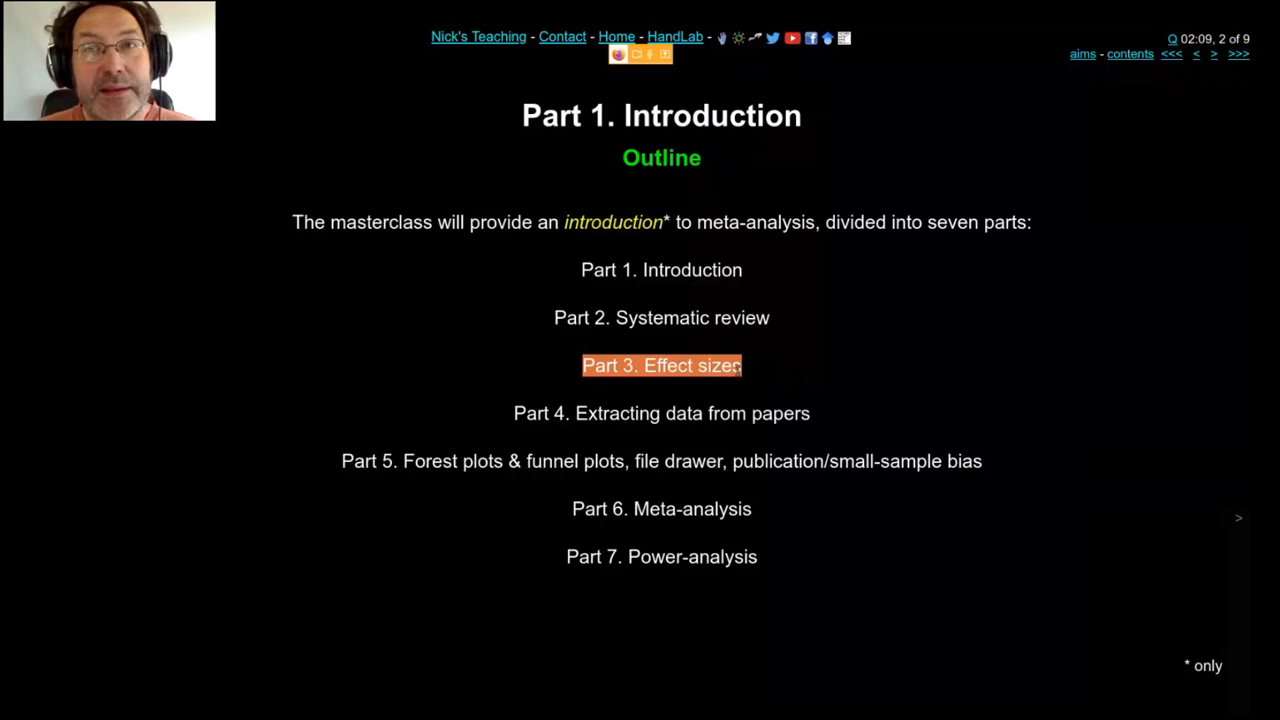 Nick's Teaching - Contact - Home - HandLab -
Q 02:09, 2 of 9
aims - contents <<< < > >>>
Part 1. Introduction
Outline
The masterclass will provide an introduction* to meta-analysis, divided into seven parts:
Part 1. Introduction
Part 2. Systematic review
Part 3. Effect sizes
Part 4. Extracting data from papers
Part 5. Forest plots & funnel plots, file drawer, publication/small-sample bias
Part 6. Meta-analysis
>
Part 7. Power-analysis
* only